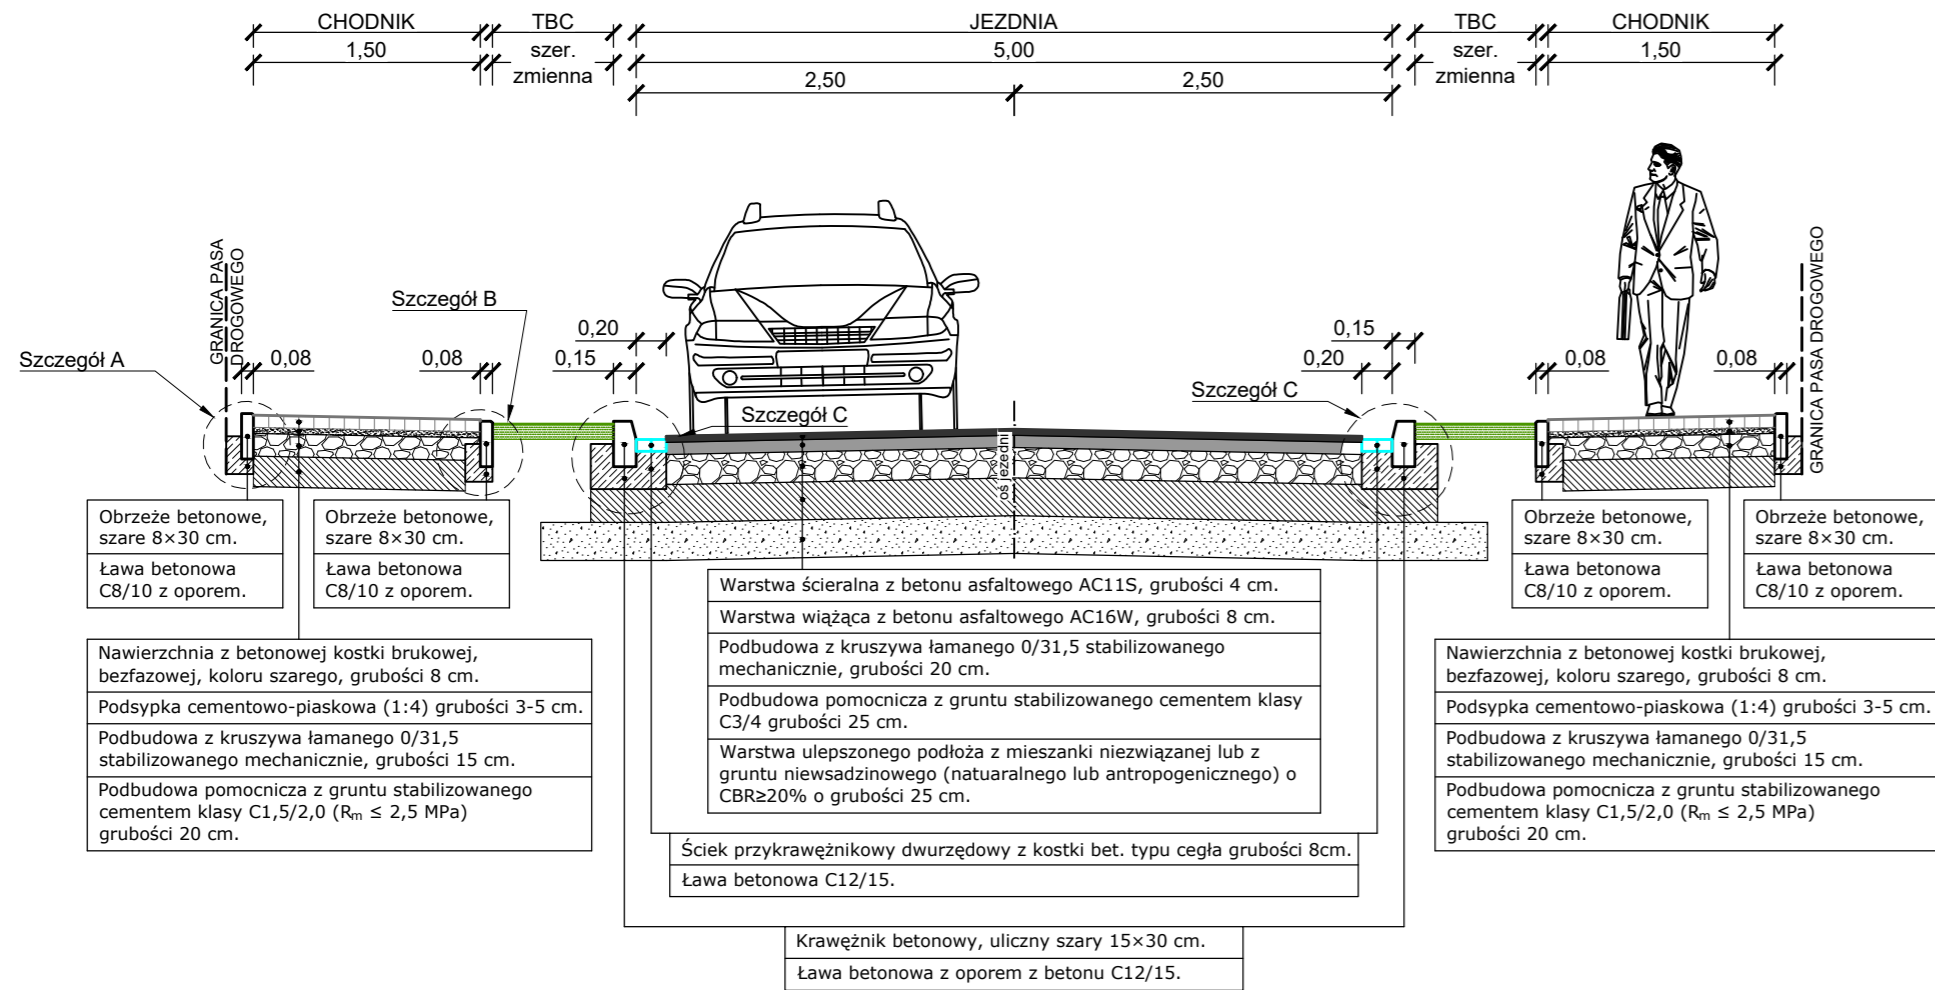 CHODNIK
TBC
JEZDNIA
TBC
CHODNIK
1,50
szer.
zmienna
5,00
szer.
zmienna
1,50
2,50
2,50
GRANICA PASA
DROGOWEGO
GRANICA PASA DROGOWEGO
Szczegół A
Szczegół B
0,08
0,08
0,20
0,15
0,15
0,20
0,08
0,08
Szczegół C
Szczegół C
oś jezedni
Obrzeże betonowe,
szare 8×30 cm.
Ława betonowa
C8/10 z oporem.
Obrzeże betonowe,
szare 8×30 cm.
Ława betonowa
C8/10 z oporem.
Obrzeże betonowe,
szare 8×30 cm.
Ława betonowa
C8/10 z oporem.
Obrzeże betonowe,
szare 8×30 cm.
Ława betonowa
C8/10 z oporem.
Nawierzchnia z betonowej kostki brukowej,
bezfazowej, koloru szarego, grubości 8 cm.
Podsypka cementowo-piaskowa (1:4) grubości 3-5 cm.
Podbudowa z kruszywa łamanego 0/31,5
stabilizowanego mechanicznie, grubości 15 cm.
Podbudowa pomocnicza z gruntu stabilizowanego
cementem klasy C1,5/2,0 (Rₘ ≤ 2,5 MPa)
grubości 20 cm.
Warstwa ścieralna z betonu asfaltowego AC11S, grubości 4 cm.
Warstwa wiążąca z betonu asfaltowego AC16W, grubości 8 cm.
Podbudowa z kruszywa łamanego 0/31,5 stabilizowanego
mechanicznie, grubości 20 cm.
Podbudowa pomocnicza z gruntu stabilizowanego cementem klasy
C3/4 grubości 25 cm.
Warstwa ulepszonego podłoża z mieszanki niezwiązanej lub z
gruntu niewsadzinowego (natuaralnego lub antropogenicznego) o
CBR≥20% o grubości 25 cm.
Nawierzchnia z betonowej kostki brukowej,
bezfazowej, koloru szarego, grubości 8 cm.
Podsypka cementowo-piaskowa (1:4) grubości 3-5 cm.
Podbudowa z kruszywa łamanego 0/31,5
stabilizowanego mechanicznie, grubości 15 cm.
Podbudowa pomocnicza z gruntu stabilizowanego
cementem klasy C1,5/2,0 (Rₘ ≤ 2,5 MPa)
grubości 20 cm.
Ściek przykrawężnikowy dwurzędowy z kostki bet. typu cegła grubości 8cm.
Ława betonowa C12/15.
Krawężnik betonowy, uliczny szary 15×30 cm.
Ława betonowa z oporem z betonu C12/15.